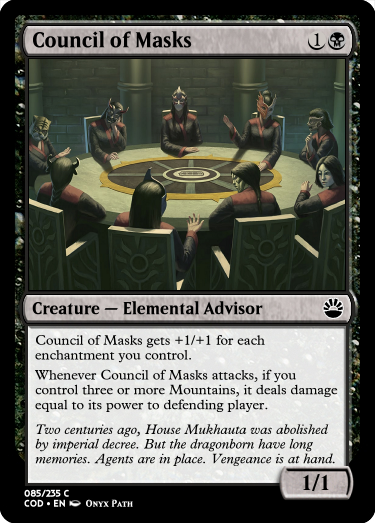 Council of Masks
1
Creature — Elemental Advisor
Council of Masks gets +1/+1 for each
enchantment you control.
Whenever Council of Masks attacks, if you
control three or more Mountains, it deals damage
equal to its power to defending player.
Two centuries ago, House Mukhauta was abolished
by imperial decree. But the dragonborn have long
memories. Agents are in place. Vengeance is at hand.
1/1
085/235 C
COD • EN Onyx Path